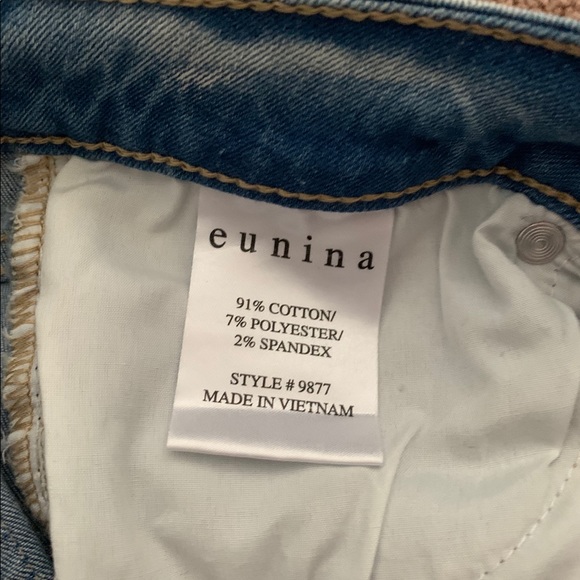 eunina
91% COTTON/
7% POLYESTER/
2% SPANDEX
STYLE # 9877
MADE IN VIETNAM